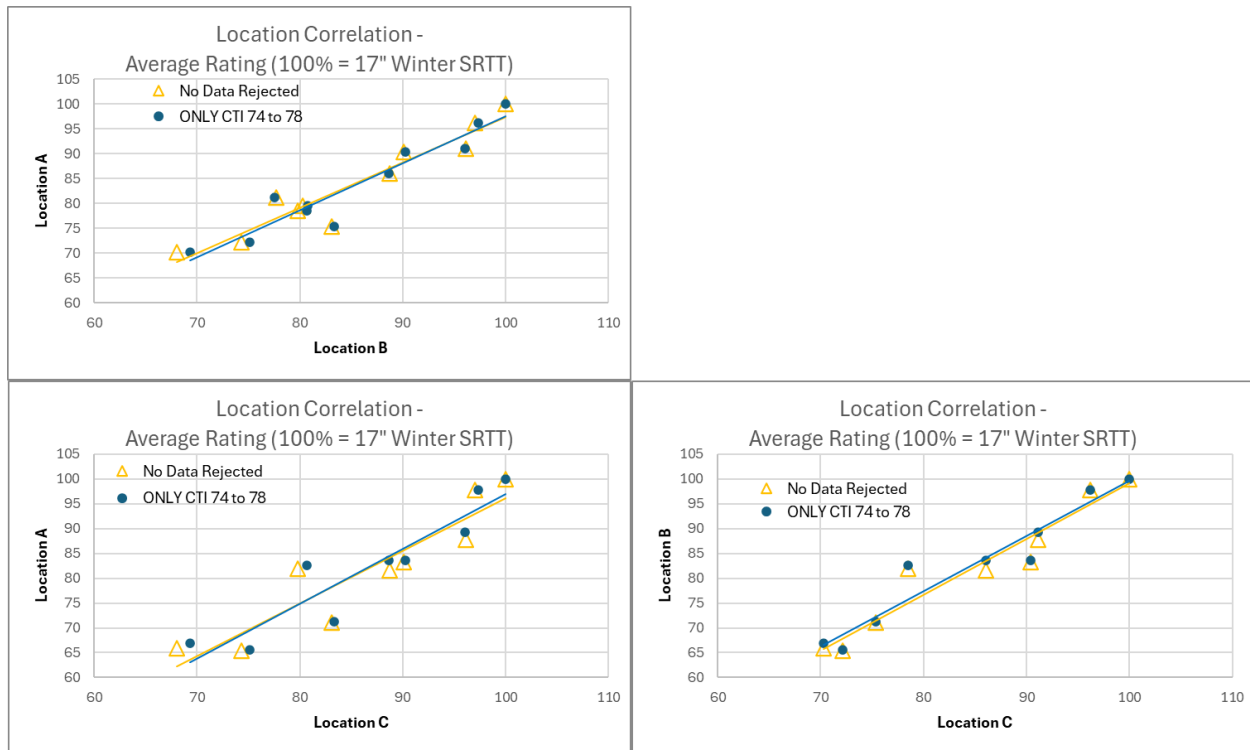 Location Correlation -
Average Rating (100% = 17" Winter SRTT)
105
100
95
90
85
80
75
70
65
60
60 70 80 90 100 110
Location A
Location B
No Data Rejected
ONLY CTI 74 to 78
Location Correlation -
Average Rating (100% = 17" Winter SRTT)
105
100
95
90
85
80
75
70
65
60
60 70 80 90 100 110
Location A
Location C
No Data Rejected
ONLY CTI 74 to 78
Location Correlation -
Average Rating (100% = 17" Winter SRTT)
105
100
95
90
85
80
75
70
65
60
60 70 80 90 100 110
Location B
Location C
No Data Rejected
ONLY CTI 74 to 78